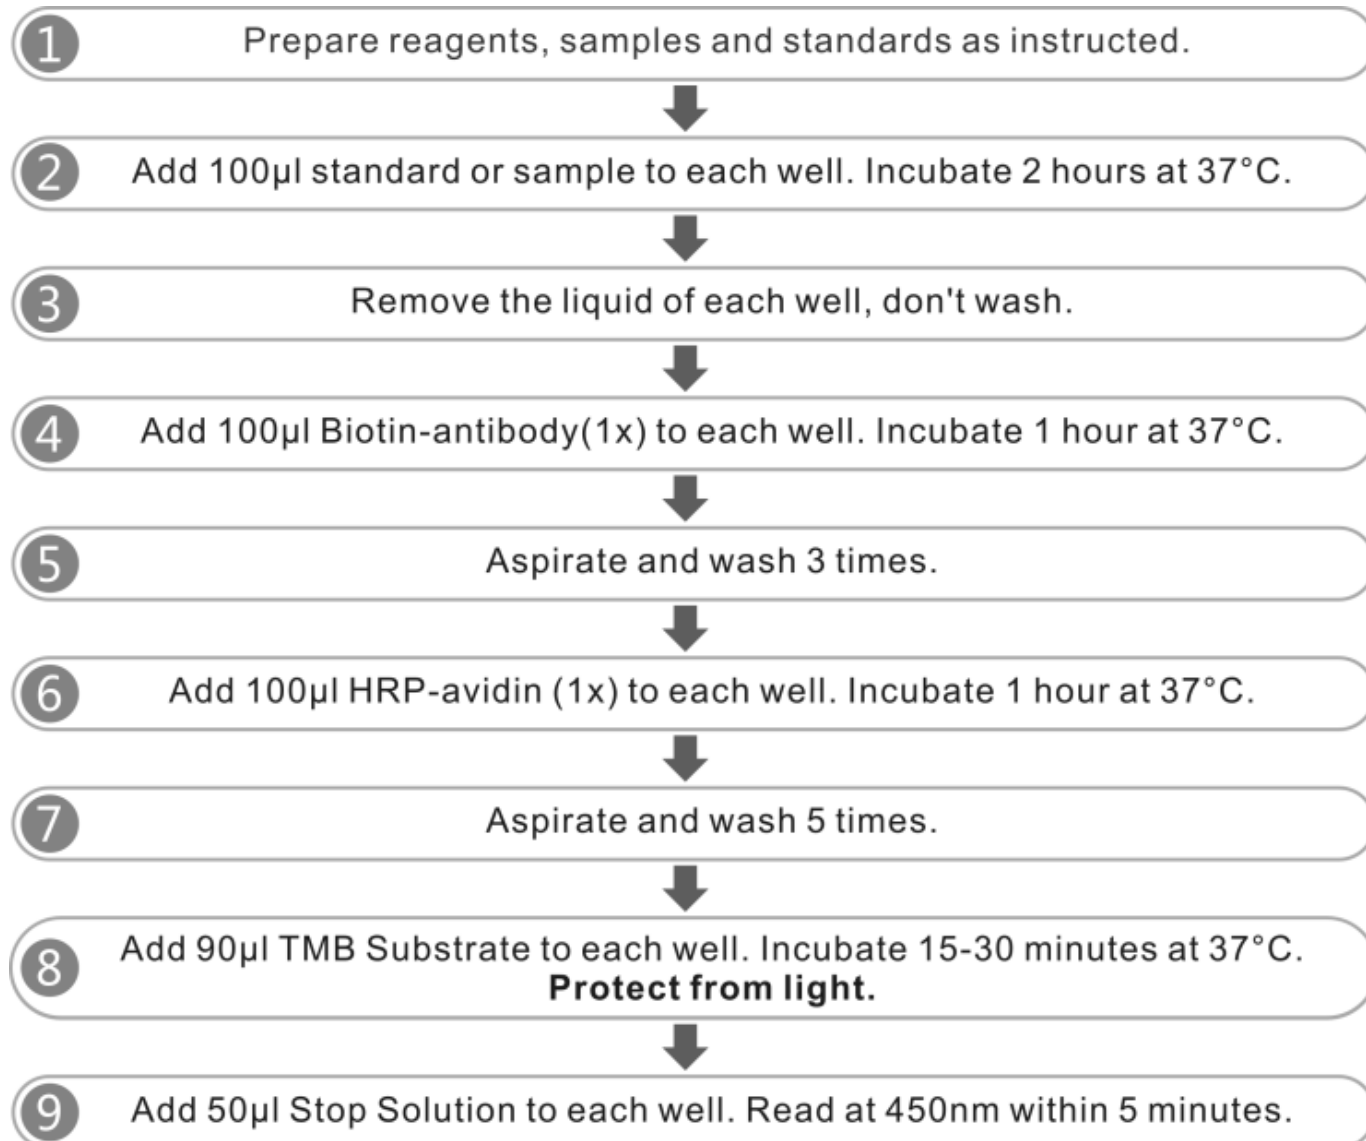 1 Prepare reagents, samples and standards as instructed.
2 Add 100µl standard or sample to each well. Incubate 2 hours at 37°C.
3 Remove the liquid of each well, don't wash.
4 Add 100µl Biotin-antibody(1x) to each well. Incubate 1 hour at 37°C.
5 Aspirate and wash 3 times.
6 Add 100µl HRP-avidin (1x) to each well. Incubate 1 hour at 37°C.
7 Aspirate and wash 5 times.
8 Add 90µl TMB Substrate to each well. Incubate 15-30 minutes at 37°C.
Protect from light.
9 Add 50µl Stop Solution to each well. Read at 450nm within 5 minutes.